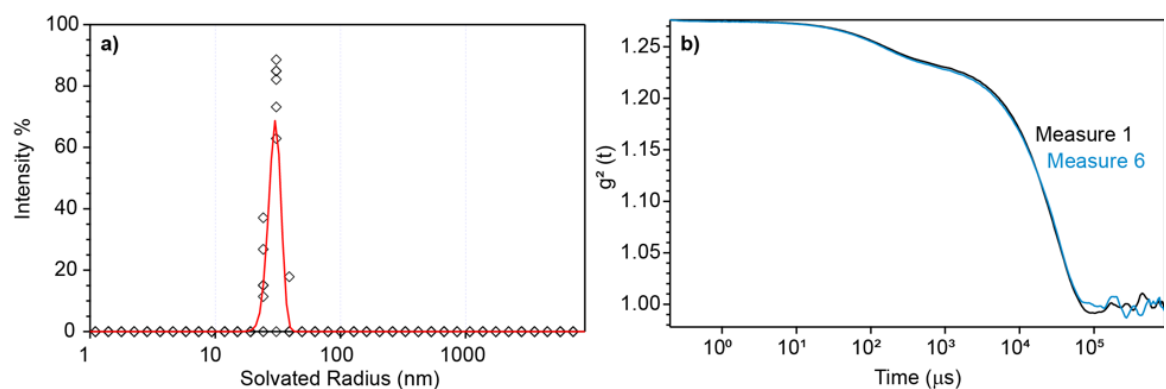 a)
100
80
60
40
20
0
Intensity %
1
10
100
1000
Solvated Radius (nm)
b)
1.25
1.20
1.15
1.10
1.05
1.00
g² (t)
Measure 1
Measure 6
10⁰
10¹
10²
10³
10⁴
10⁵
Time (µs)